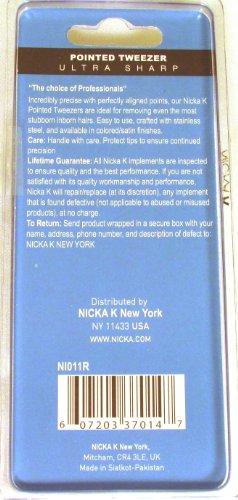 POINTED TWEEZER
ULTRA SHARP
"The choice of Professionals"
Incredibly precise with perfectly aligned points, our Nicka K
Pointed Tweezers are ideal for removing even the most
stubborn inborn hairs. Easy to use, crafted with stainless
steel, and available in colored/satin finishes.
Care: Handle with care. Protect tips to ensure continued
precision
Lifetime Guarantee: All Nicka K implements are inspected
to ensure quality and the best performance. If you are not
satisfied with its quality workmanship and performance,
Nicka K will repair/replace (at its discretion), any implement
that is found defective (not applicable to abused or misused
products), at no charge.
To Return: Send product wrapped in a secure box with your
name, address, phone number, and description of defect to:
NICKA K NEW YORK
Distributed by
NICKA K New York
NY 11433 USA
WWW.NICKA.COM
NI011R
6 07203 37014 7
NICKA K New York,
Mitcham, CR4 3LE, UK
Made in Sialkot-Pakistan